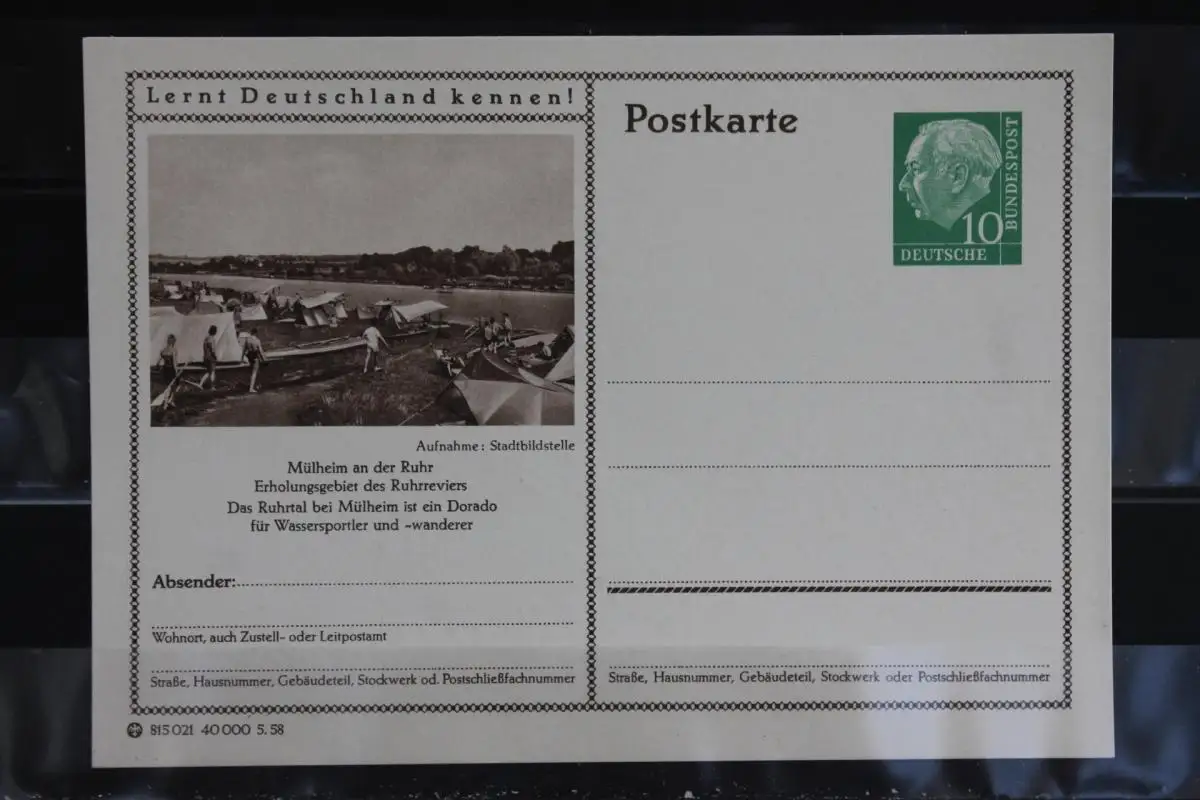 Lernt Deutschland kennen!
Aufnahme: Stadtbildstelle
Mülheim an der Ruhr
Erholungsgebiet des Ruhrreviers
Das Ruhrtal bei Mülheim ist ein Dorado
für Wassersportler und -wanderer
Absender:
Wohnort, auch Zustell- oder Leitpostamt
Straße, Hausnummer, Gebäudeteil, Stockwerk od. Postschließfachnummer
815021 40000 5.58
Postkarte
10
DEUTSCHE
BUNDESPOST
Straße, Hausnummer, Gebäudeteil, Stockwerk oder Postschließfachnummer